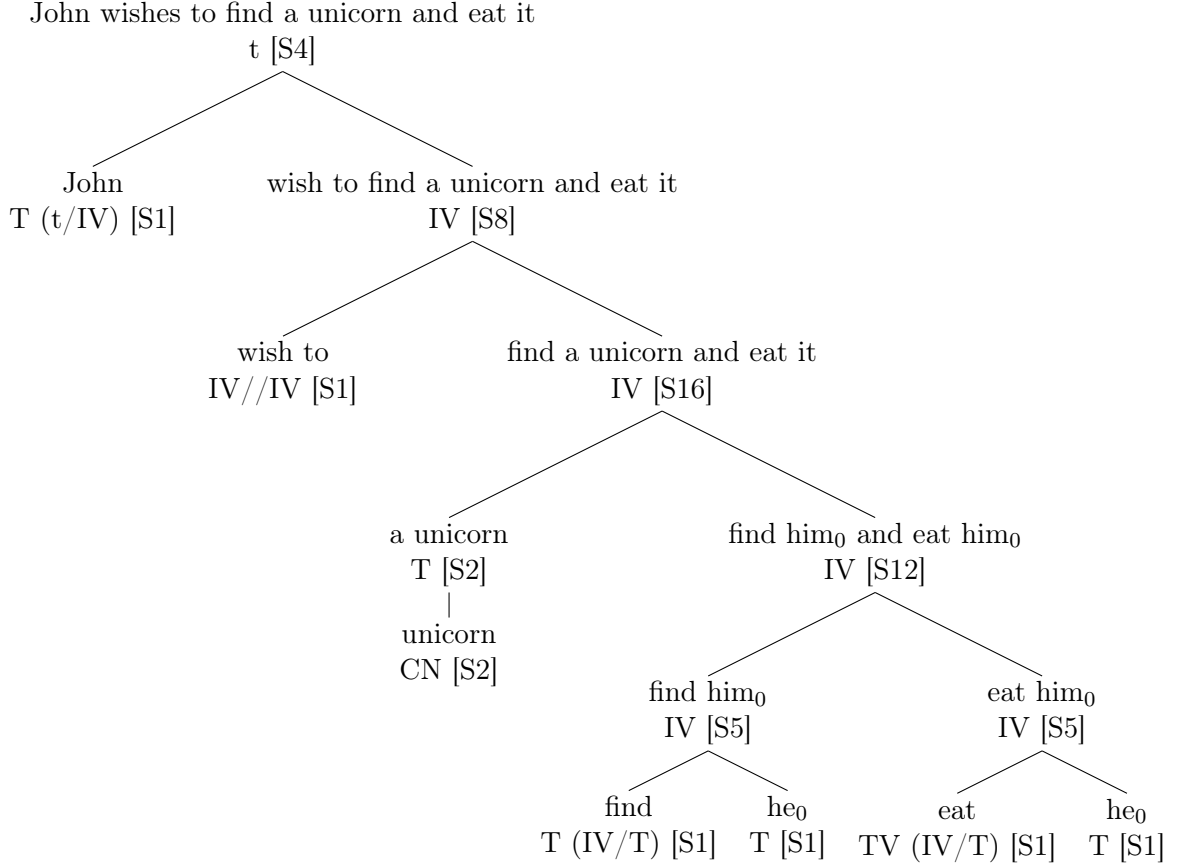 John wishes to find a unicorn and eat it
t [S4]
John
T (t/IV) [S1]
wish to find a unicorn and eat it
IV [S8]
wish to
IV//IV [S1]
find a unicorn and eat it
IV [S16]
a unicorn
T [S2]
unicorn
CN [S2]
find him₀ and eat him₀
IV [S12]
find him₀
IV [S5]
eat him₀
IV [S5]
find
T (IV/T) [S1]
he₀
T [S1]
eat
TV (IV/T) [S1]
he₀
T [S1]